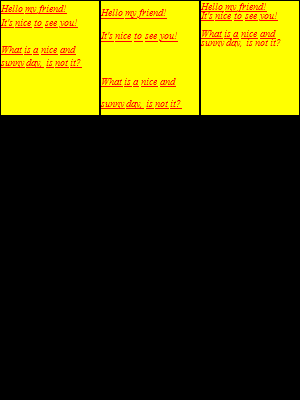 Hello my friend!
It's nice to see you!
What is a nice and
sunny day, is not it?
Hello my friend!
It's nice to see you!
What is a nice and
sunny day, is not it?
Hello my friend!
It's nice to see you!
What is a nice and
sunny day, is not it?